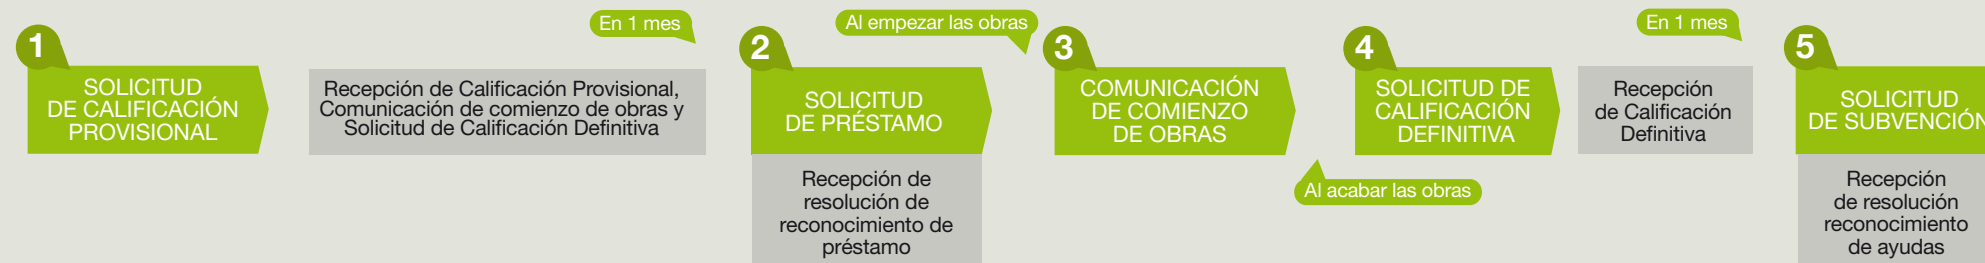 1
SOLICITUD
DE CALIFICACIÓN
PROVISIONAL
En 1 mes
Recepción de Calificación Provisional,
Comunicación de comienzo de obras y
Solicitud de Calificación Definitiva
2
SOLICITUD
DE PRÉSTAMO
Recepción de
resolución de
reconocimiento de
préstamo
Al empezar las obras
3
COMUNICACIÓN
DE COMIENZO
DE OBRAS
Al acabar las obras
4
SOLICITUD DE
CALIFICACIÓN
DEFINITIVA
En 1 mes
Recepción
de Calificación
Definitiva
5
SOLICITUD
DE SUBVENCIÓN
Recepción
de resolución
reconocimiento
de ayudas